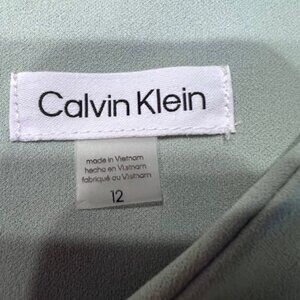 Calvin Klein
made in Vietnam
hecho en Vietnam
fabriqué au Vietnam
12